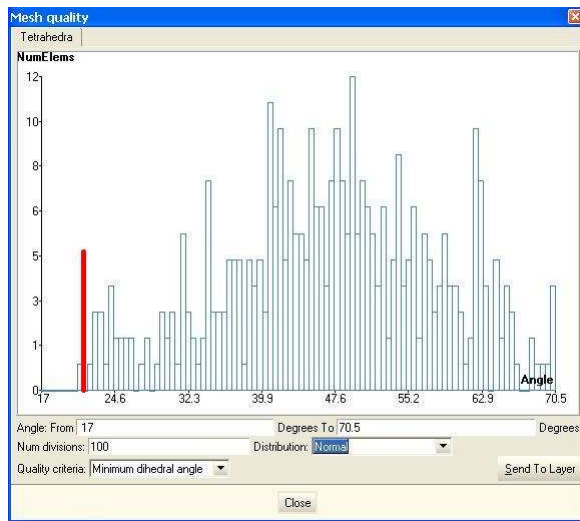 Mesh quality
Tetrahedra
NumElems
12
10
8
6
5
3
1
0
Angle
17 24.6 32.3 39.9 47.6 55.2 62.9 70.5
Angle: From 17 Degrees To 70.5 Degrees
Num divisions: 100 Distribution: Normal
Quality criteria: Minimum dihedral angle Send To Layer
Close